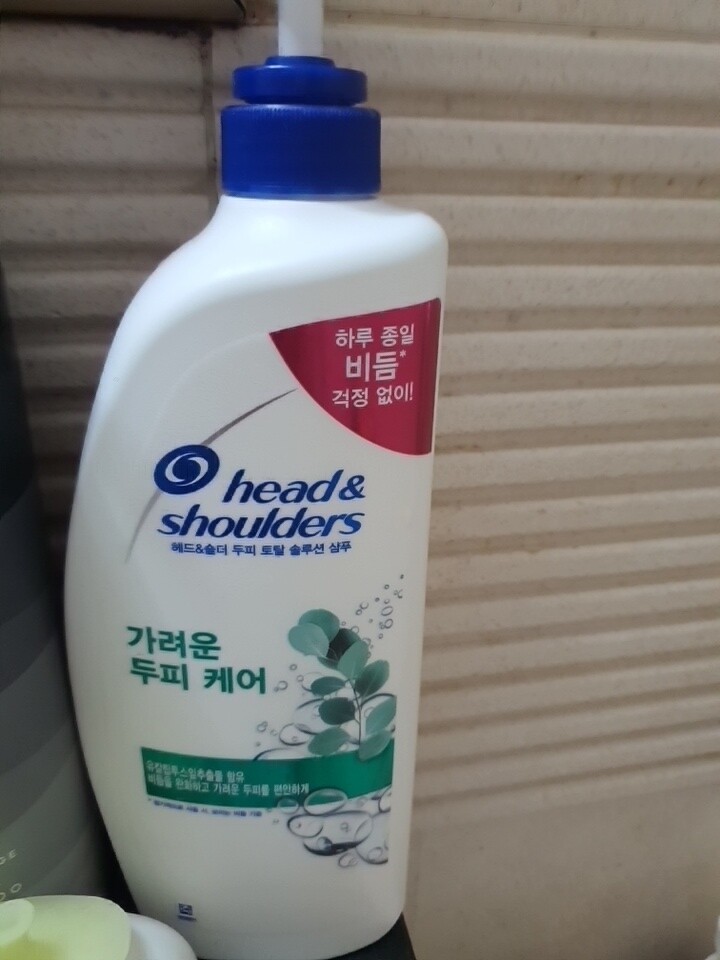 하루 종일
비듬*
걱정 없이!
head &
shoulders
헤드&숄더 두피 토탈 솔루션 샴푸
가려운
두피 케어
유칼립투스잎추출물 함유
비듬을 완화하고 가려운 두피를 편안하게